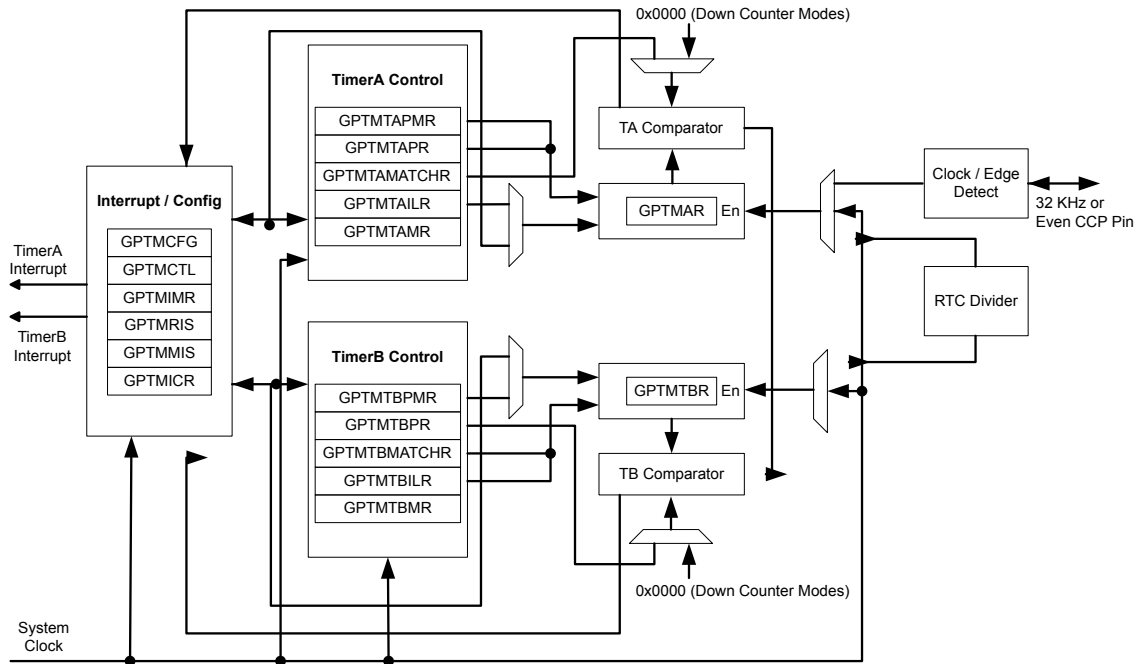 0x0000 (Down Counter Modes)
TimerA Control
GPTMTAPMR
GPTMTAPR
GPTMTAMATCHR
GPTMTAILR
GPTMTAMR
TA Comparator
GPTMAR
En
Clock / Edge
Detect
32 KHz or
Even CCP Pin
Interrupt / Config
GPTMCFG
GPTMCTL
GPTMIMR
GPTMRIS
GPTMMIS
GPTMICR
TimerA
Interrupt
TimerB
Interrupt
RTC Divider
TimerB Control
GPTMTBPMR
GPTMTBPR
GPTMTBMATCHR
GPTMTBILR
GPTMTBMR
GPTMTBR
En
TB Comparator
0x0000 (Down Counter Modes)
System
Clock